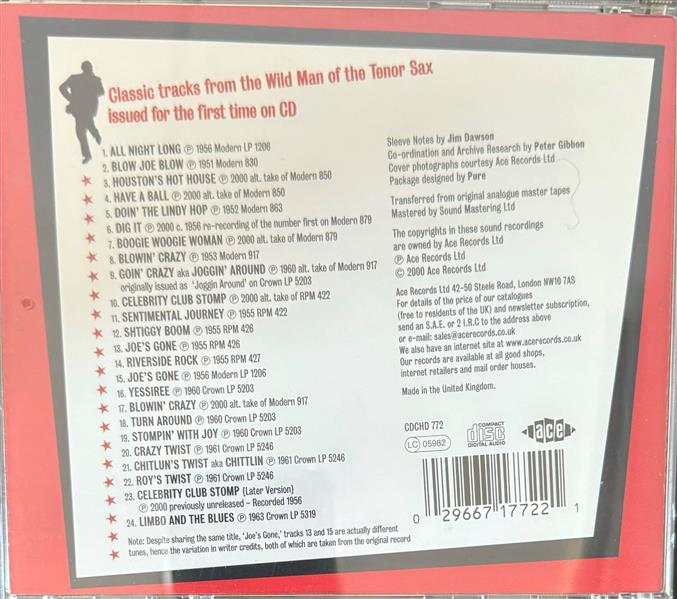 Classic tracks from the Wild Man of the Tenor Sax
issued for the first time on CD
1. ALL NIGHT LONG ℗ 1956 Modern LP 1206
2. BLOW JOE BLOW ℗ 1951 Modern 830
3. HOUSTON'S HOT HOUSE ℗ 2000 alt. take of Modern 850
4. HAVE A BALL ℗ 2000 alt. take of Modern 850
5. DOIN' THE LINDY HOP ℗ 1952 Modern 863
6. DIG IT ℗ 2000 c. 1956 re-recording of the number first on Modern 879
7. BOOGIE WOOGIE WOMAN ℗ 2000 alt. take of Modern 879
8. BLOWIN' CRAZY ℗ 1953 Modern 917
9. GOIN' CRAZY aka JOGGIN' AROUND ℗ 1960 alt. take of Modern 917
originally issued as 'Joggin Around' on Crown LP 5203
10. CELEBRITY CLUB STOMP ℗ 2000 alt. take of RPM 422
11. SENTIMENTAL JOURNEY ℗ 1955 RPM 422
12. SHTIGGY BOOM ℗ 1955 RPM 426
13. JOE'S GONE ℗ 1955 RPM 426
14. RIVERSIDE ROCK ℗ 1955 RPM 427
15. JOE'S GONE ℗ 1956 Modern LP 1206
16. YESSIREE ℗ 1960 Crown LP 5203
17. BLOWIN' CRAZY ℗ 2000 alt. take of Modern 917
18. TURN AROUND ℗ 1960 Crown LP 5203
19. STOMPIN' WITH JOY ℗ 1960 Crown LP 5203
20. CRAZY TWIST ℗ 1961 Crown LP 5246
21. CHITLUN'S TWIST aka CHITTLIN ℗ 1961 Crown LP 5246
22. ROY'S TWIST ℗ 1961 Crown LP 5246
23. CELEBRITY CLUB STOMP (Later Version)
℗ 2000 previously unreleased - Recorded 1956
24. LIMBO AND THE BLUES ℗ 1963 Crown LP 5319
Note: Despite sharing the same title, 'Joe's Gone,' tracks 13 and 15 are actually different
tunes, hence the variation in writer credits, both of which are taken from the original record
Sleeve Notes by Jim Dawson
Co-ordination and Archive Research by Peter Gibbon
Cover photographs courtesy Ace Records Ltd
Package designed by Pure
Transferred from original analogue master tapes
Mastered by Sound Mastering Ltd
The copyrights in these sound recordings
are owned by Ace Records Ltd
℗ Ace Records Ltd
© 2000 Ace Records Ltd
Ace Records Ltd 42-50 Steele Road, London NW10 7AS
For details of the price of our catalogues
(free to residents of the UK) and newsletter subscription,
send an S.A.E. or 2 I.R.C to the address above
or e-mail: sales@acerecords.co.uk
We also have an internet site at www.acerecords.co.uk
Our records are available at all good shops,
internet retailers and mail order houses.
Made in the United Kingdom.
CDCHD 772
LC 05982
COMPACT
disc
DIGITAL AUDIO
ace
0 29667 17722 1